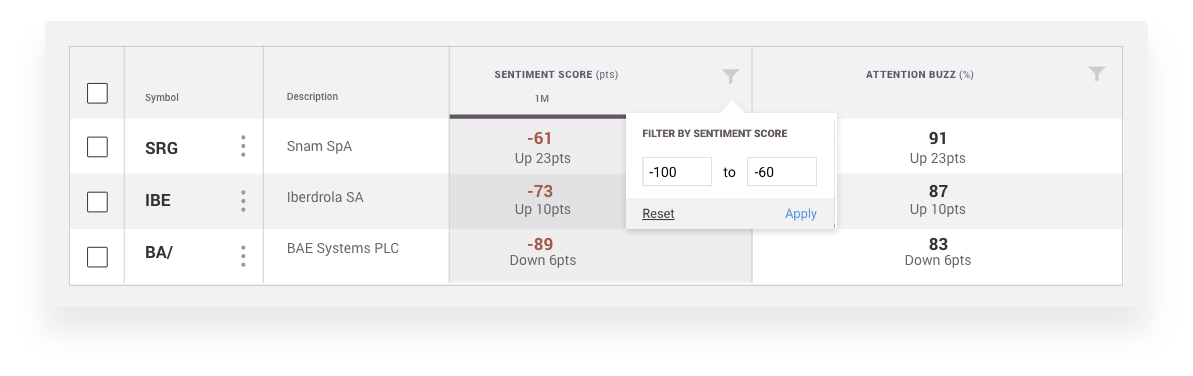 SENTIMENT SCORE (pts)
ATTENTION BUZZ (%)
Symbol
Description
1M
FILTER BY SENTIMENT SCORE
-100 to -60
Reset
Apply
SRG
Snam SpA
-61
Up 23pts
91
Up 23pts
IBE
Iberdrola SA
-73
Up 10pts
87
Up 10pts
BA/
BAE Systems PLC
-89
Down 6pts
83
Down 6pts